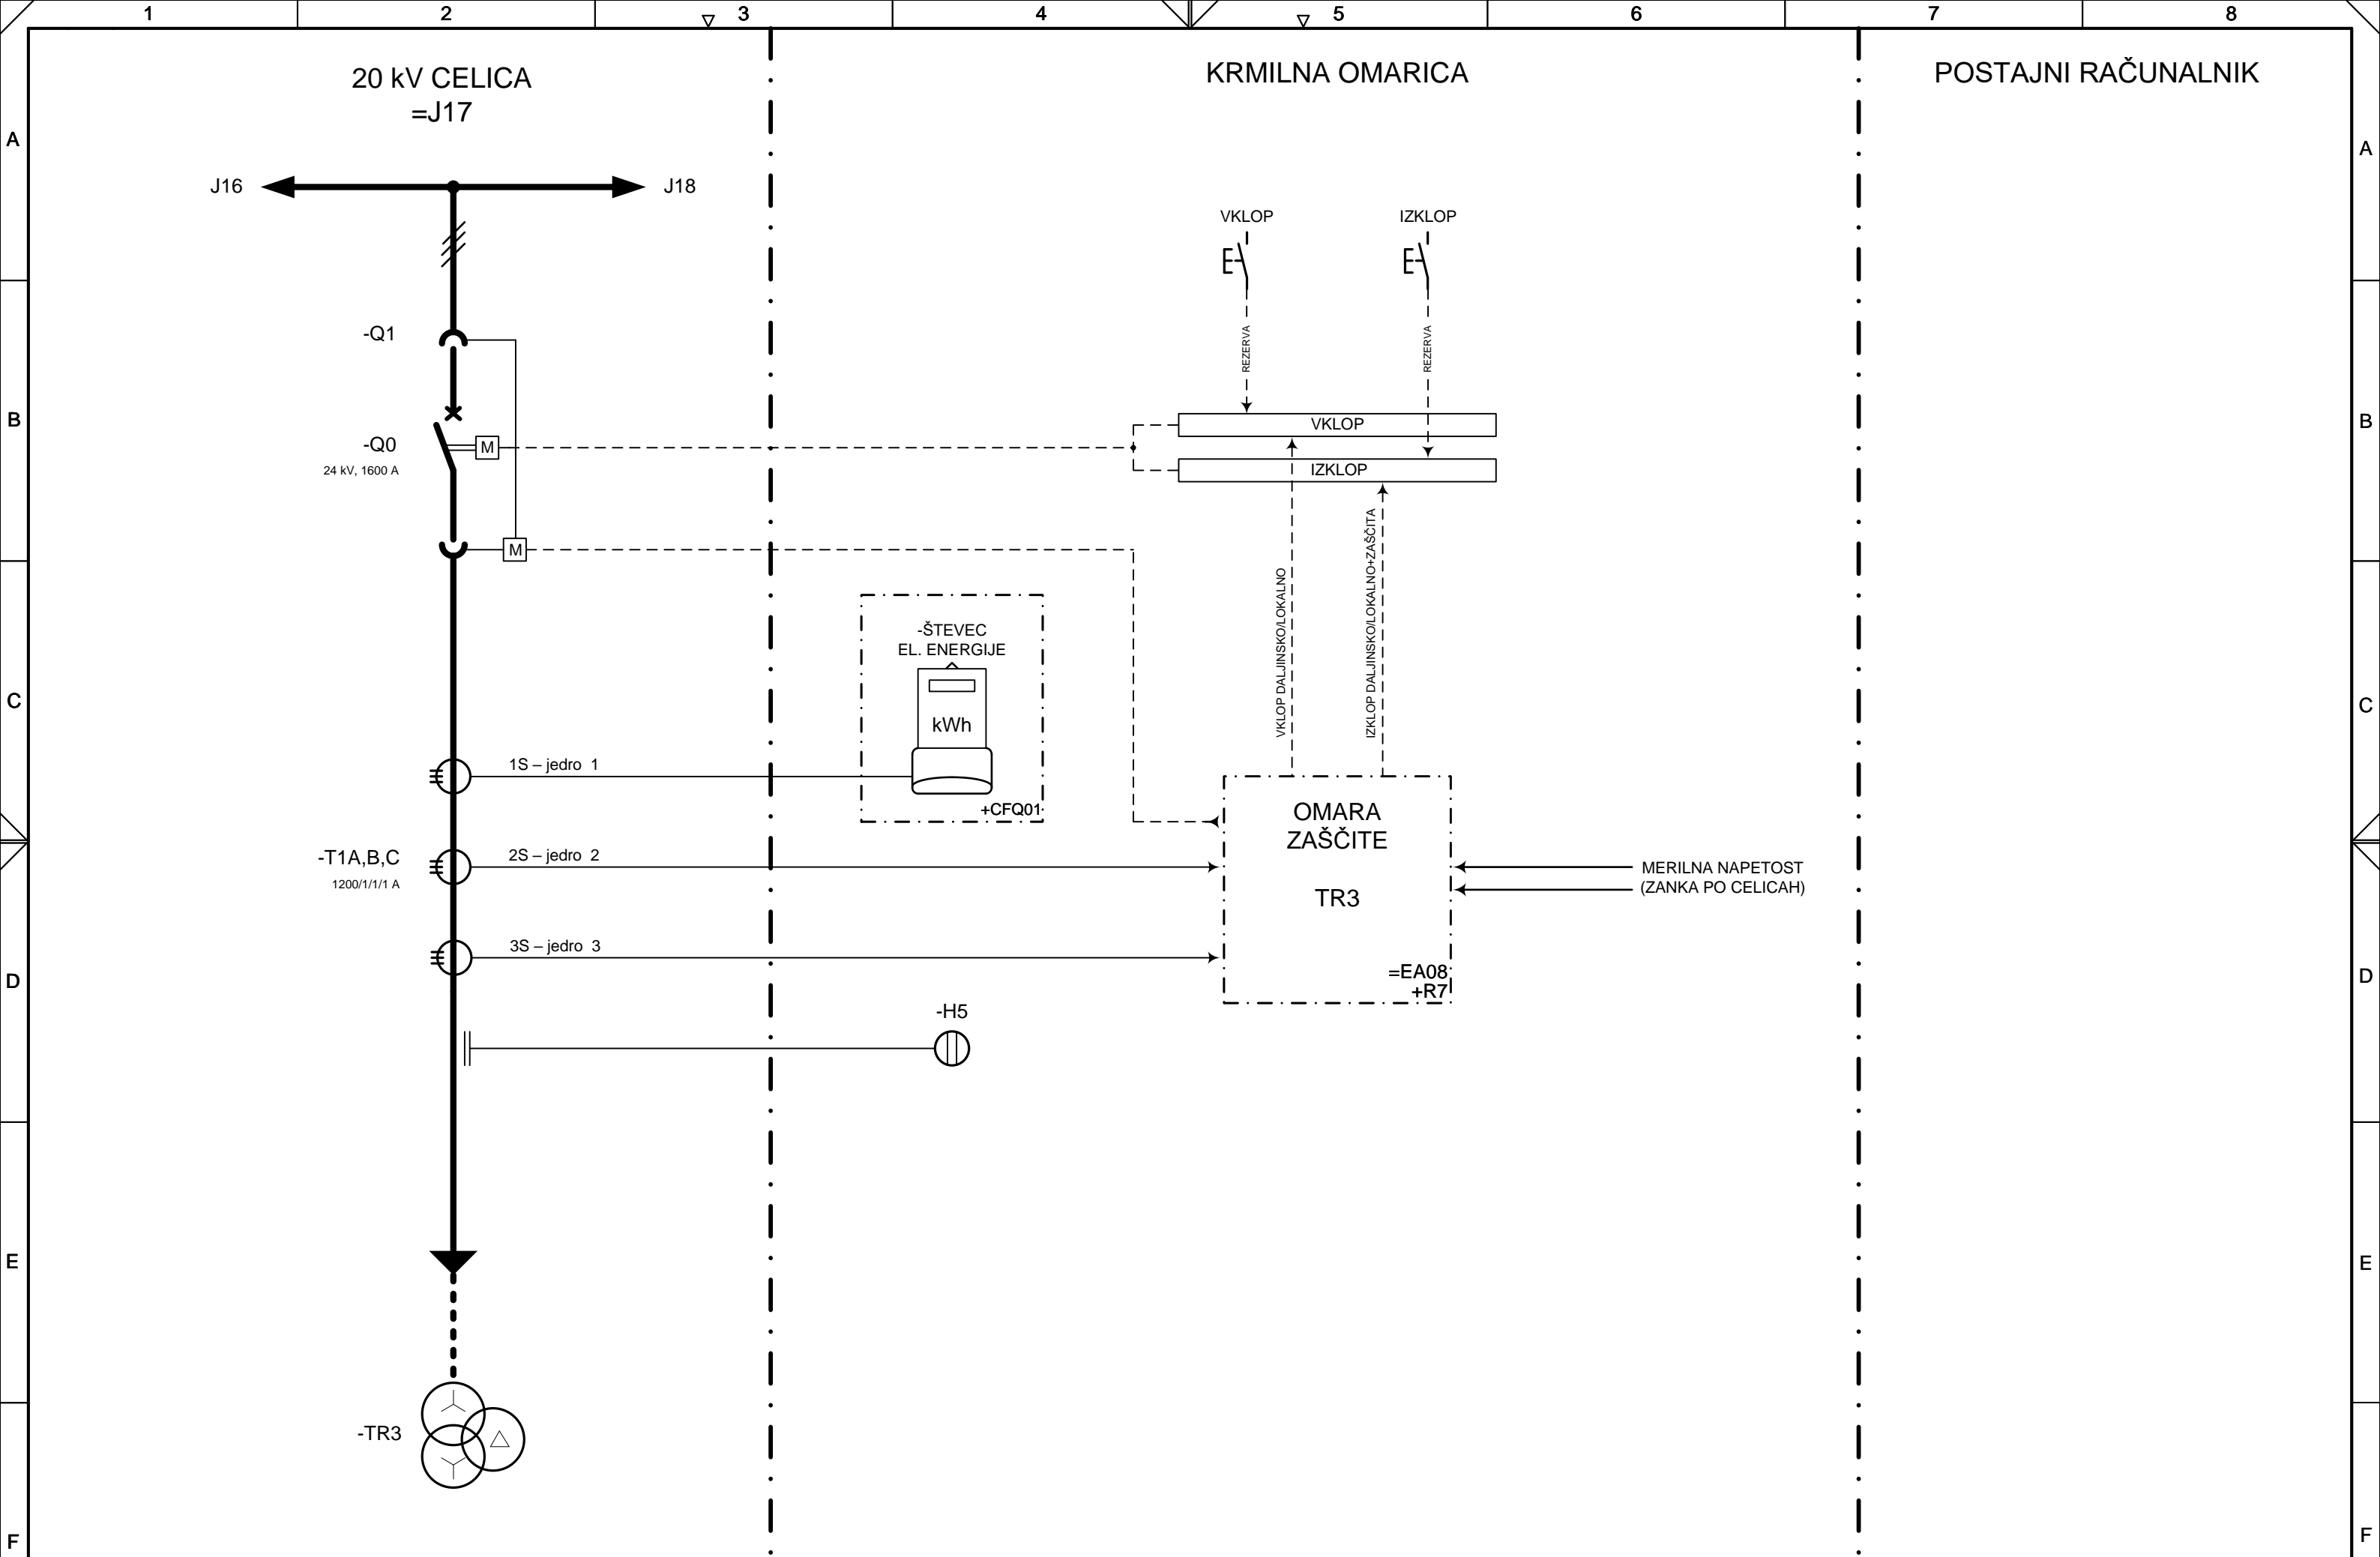 1 2 3 4 5 6 7 8
20 kV CELICA
=J17
KRMILNA OMARICA
POSTAJNI RAČUNALNIK
A
A
J16
J18
VKLOP
IZKLOP
REZERVA
REZERVA
-Q1
B
B
VKLOP
-Q0
24 kV, 1600 A
M
IZKLOP
M
VKLOP DALJINSKO/LOKALNO
IZKLOP DALJINSKO/LOKALNO+ZAŠČITA
-ŠTEVEC
EL. ENERGIJE
kWh
+CFQ01
C
C
1S – jedro 1
OMARA
ZAŠČITE
TR3
=EA08
+R7
-T1A,B,C
1200/1/1/1 A
2S – jedro 2
MERILNA NAPETOST
(ZANKA PO CELICAH)
3S – jedro 3
D
D
-H5
E
E
-TR3
F
F